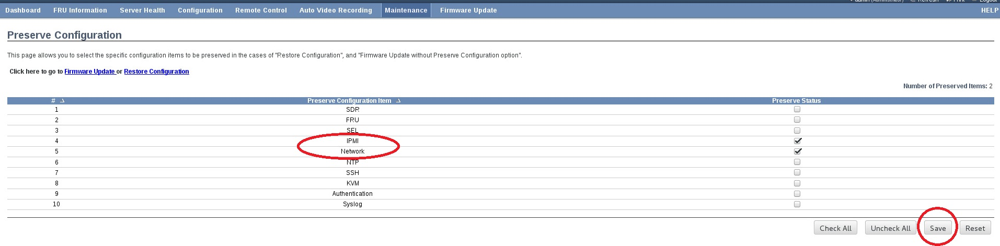 admin (Administrator) Refresh Print Logout
Dashboard FRU Information Server Health Configuration Remote Control Auto Video Recording Maintenance Firmware Update HELP
Preserve Configuration
This page allows you to select the specific configuration items to be preserved in the cases of "Restore Configuration", and "Firmware Update without Preserve Configuration option".
Click here to go to Firmware Update or Restore Configuration
Number of Preserved Items: 2
# Preserve Configuration Item Preserve Status
1 SDR
2 FRU
3 SEL
4 IPMI
5 Network
6 NTP
7 SSH
8 KVM
9 Authentication
10 Syslog
Check All Uncheck All Save Reset